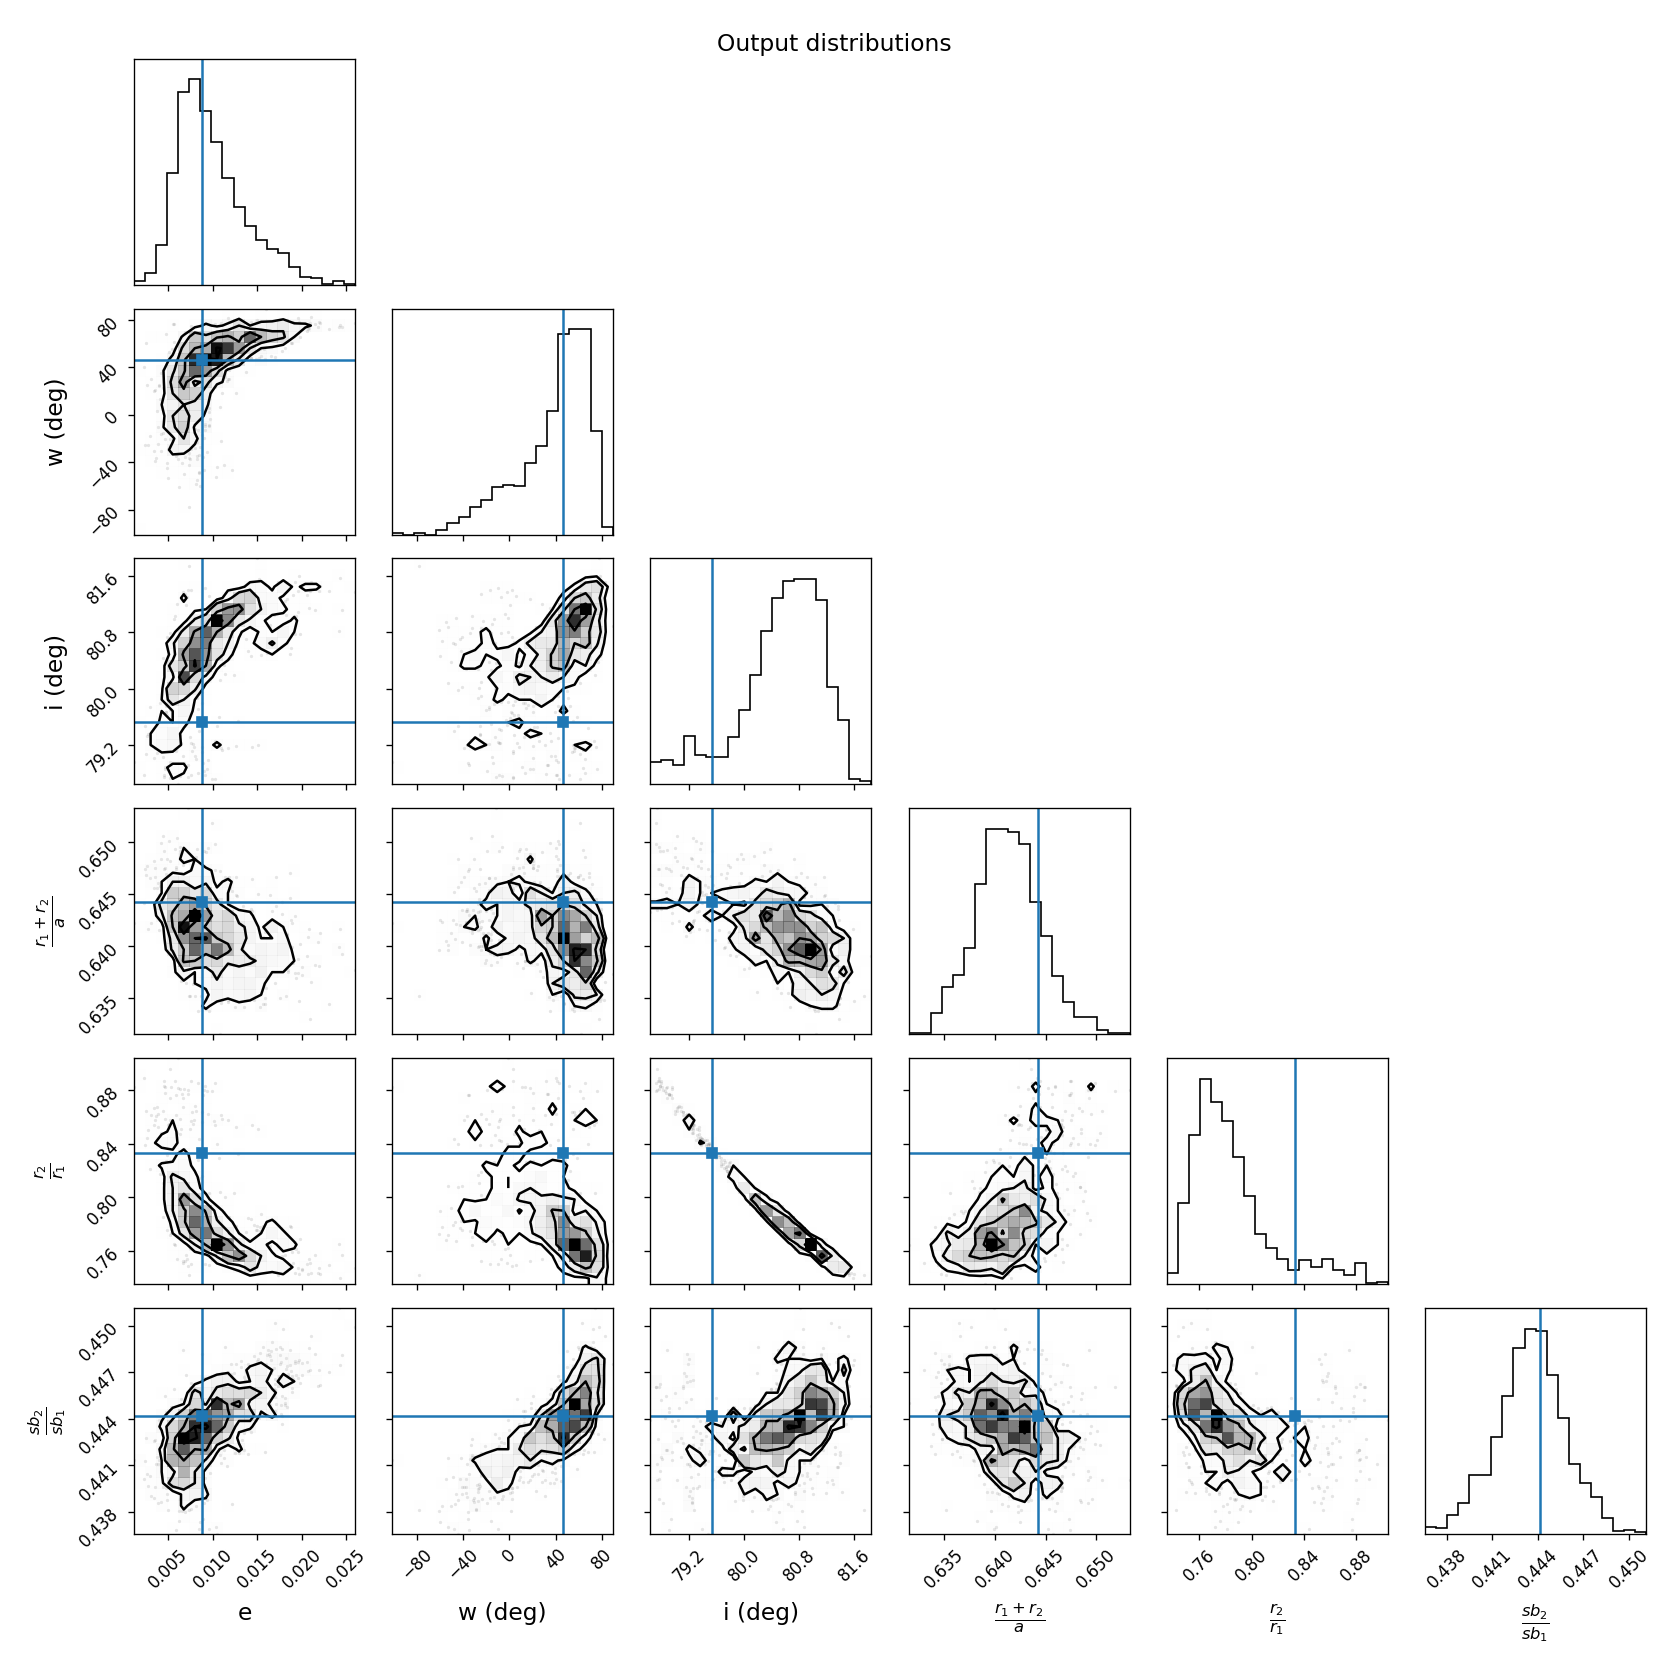 Output distributions
80
40
0
−40
−80
w (deg)
81.6
80.8
80.0
79.2
i (deg)
0.650
0.645
0.640
0.635
r1 + r2
a
0.88
0.84
0.80
0.76
r2
r1
0.450
0.447
0.444
0.441
0.438
sb2
sb1
0.005 0.010 0.015 0.020 0.025
−80 −40 0 40 80
79.2 80.0 80.8 81.6
0.635 0.640 0.645 0.650
0.76 0.80 0.84 0.88
0.438 0.441 0.444 0.447 0.450
e
w (deg)
i (deg)
r1 + r2
a
r2
r1
sb2
sb1